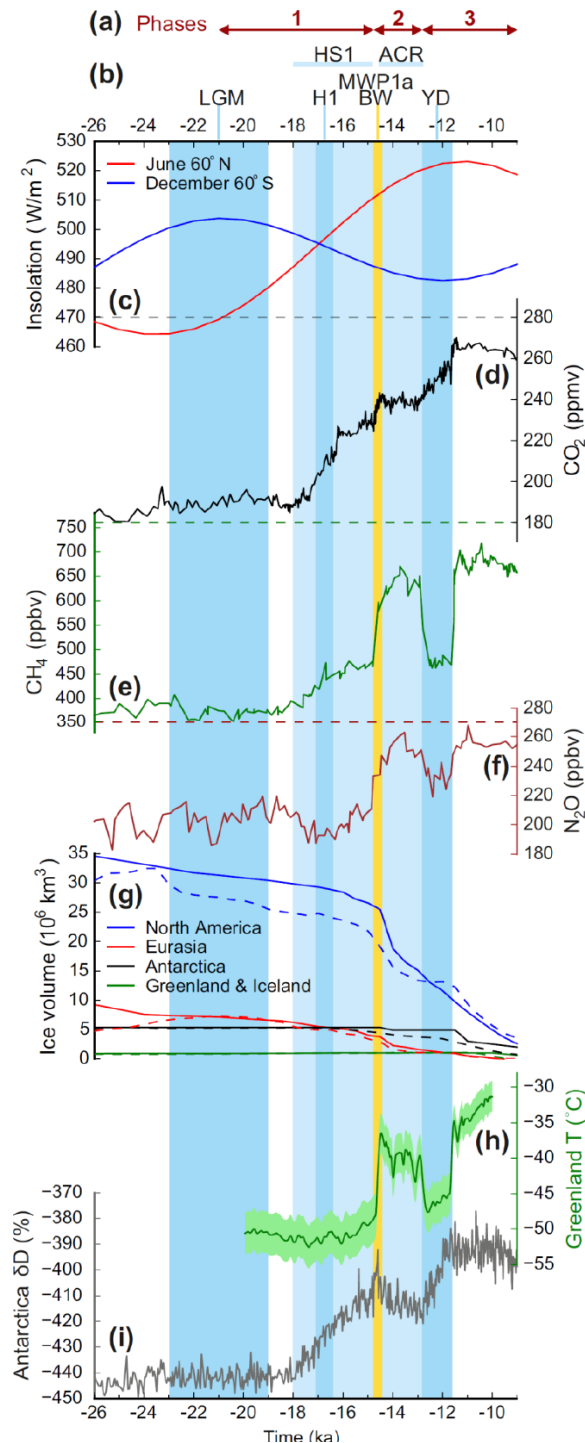 (a) Phases 1 2 3
HS1 ACR
(b) MWP1a
LGM H1 BW YD
-26 -24 -22 -20 -18 -16 -14 -12 -10
530
520
510
500
490
480
470
460
Insolation (W/m²)
June 60° N
December 60° S
(c)
280
260
240
220
200
180
CO₂ (ppmv)
(d)
750
700
650
600
550
500
450
400
350
CH₄ (ppbv)
(e)
280
260
240
220
200
180
N₂O (ppbv)
(f)
35
30
25
20
15
10
5
0
Ice volume (10⁶ km³)
(g)
North America
Eurasia
Antarctica
Greenland & Iceland
-30
-35
-40
-45
-50
-55
Greenland T (°C)
(h)
-370
-380
-390
-400
-410
-420
-430
-440
-450
Antarctica δD (%)
(i)
-26 -24 -22 -20 -18 -16 -14 -12 -10
Time (ka)